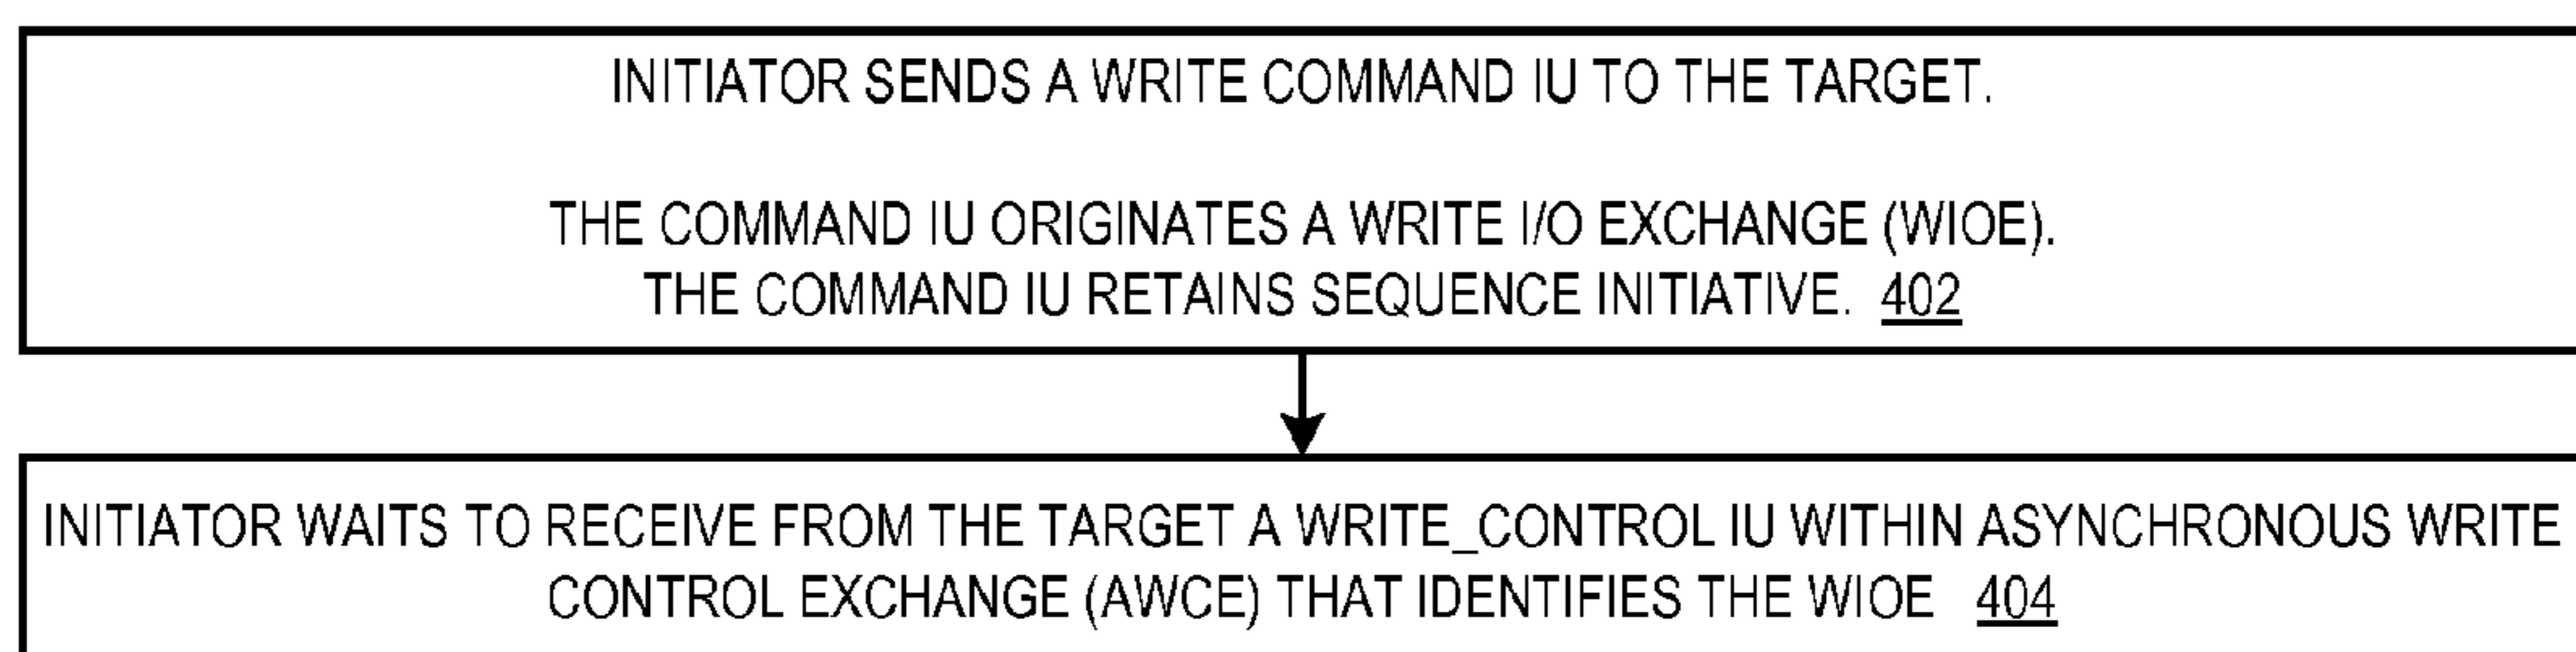 INITIATOR SENDS A WRITE COMMAND IU TO THE TARGET.
THE COMMAND IU ORIGINATES A WRITE I/O EXCHANGE (WIOE).
THE COMMAND IU RETAINS SEQUENCE INITIATIVE. 402
INITIATOR WAITS TO RECEIVE FROM THE TARGET A WRITE_CONTROL IU WITHIN ASYNCHRONOUS WRITE
CONTROL EXCHANGE (AWCE) THAT IDENTIFIES THE WIOE 404